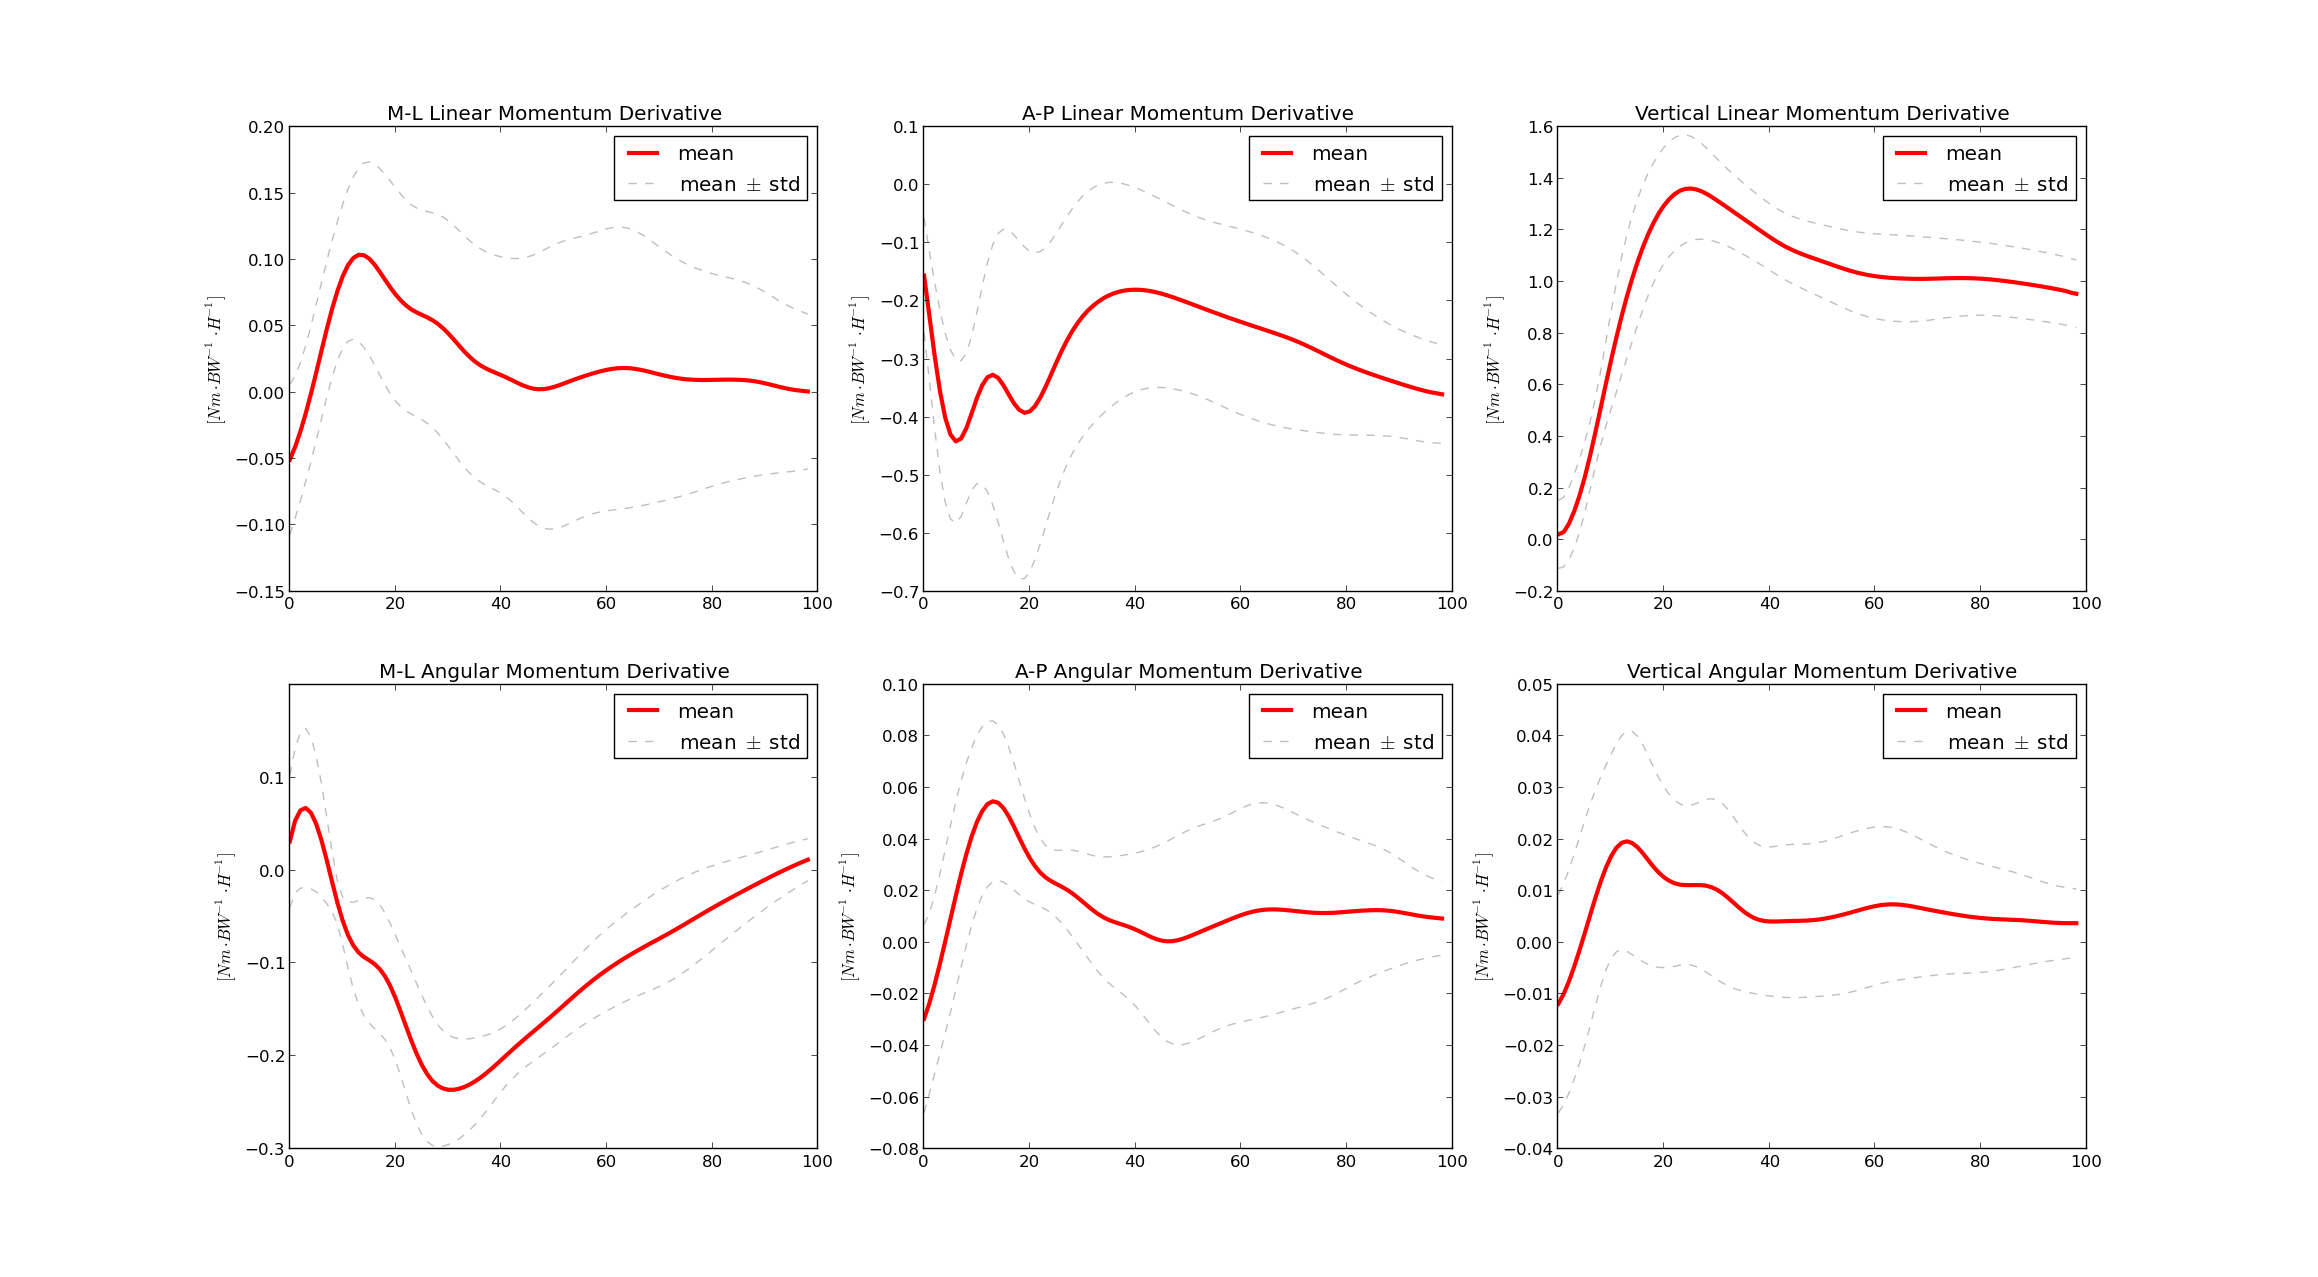 M-L Linear Momentum Derivative
0.20
0.15
0.10
0.05
0.00
−0.05
−0.10
−0.15
0 20 40 60 80 100
[Nm·BW⁻¹·H⁻¹]
mean
mean ± std
A-P Linear Momentum Derivative
0.1
0.0
−0.1
−0.2
−0.3
−0.4
−0.5
−0.6
−0.7
0 20 40 60 80 100
[Nm·BW⁻¹·H⁻¹]
mean
mean ± std
Vertical Linear Momentum Derivative
1.6
1.4
1.2
1.0
0.8
0.6
0.4
0.2
0.0
−0.2
0 20 40 60 80 100
[Nm·BW⁻¹·H⁻¹]
mean
mean ± std
M-L Angular Momentum Derivative
0.1
0.0
−0.1
−0.2
−0.3
0 20 40 60 80 100
[Nm·BW⁻¹·H⁻¹]
mean
mean ± std
A-P Angular Momentum Derivative
0.10
0.08
0.06
0.04
0.02
0.00
−0.02
−0.04
−0.06
−0.08
0 20 40 60 80 100
[Nm·BW⁻¹·H⁻¹]
mean
mean ± std
Vertical Angular Momentum Derivative
0.05
0.04
0.03
0.02
0.01
0.00
−0.01
−0.02
−0.03
−0.04
0 20 40 60 80 100
[Nm·BW⁻¹·H⁻¹]
mean
mean ± std